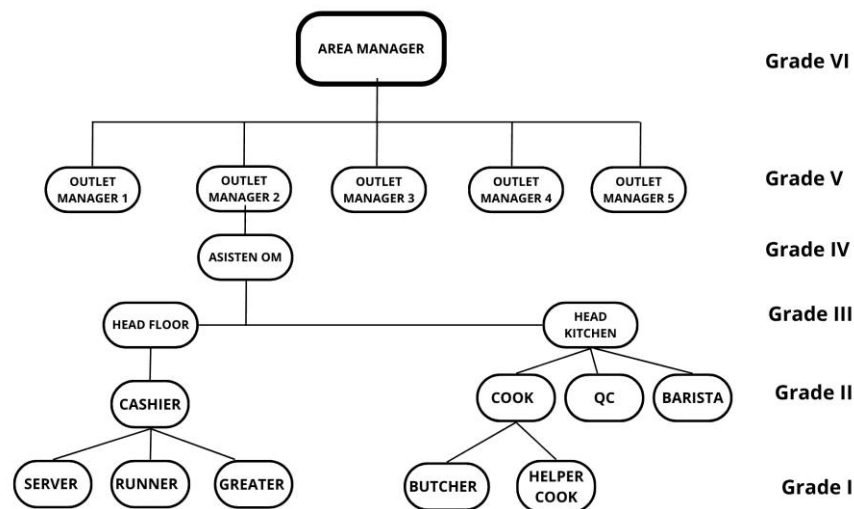 AREA MANAGER
Grade VI
OUTLET
MANAGER 1
OUTLET
MANAGER 2
OUTLET
MANAGER 3
OUTLET
MANAGER 4
OUTLET
MANAGER 5
Grade V
ASISTEN OM
Grade IV
HEAD FLOOR
HEAD
KITCHEN
Grade III
CASHIER
COOK
QC
BARISTA
Grade II
SERVER
RUNNER
GREATER
BUTCHER
HELPER
COOK
Grade I